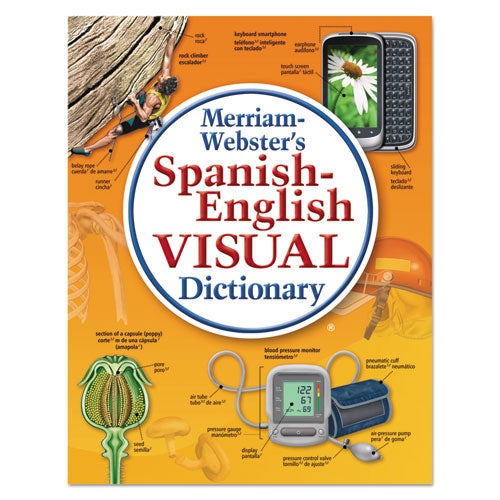 rock
roca
rock climber
escalador
keyboard smartphone
teléfono inteligente
con teclado
earphone
audífono
touch screen
pantalla táctil
Merriam-
Webster's
Spanish-
English
VISUAL
Dictionary
®
belay rope
cuerda de amarre
runner
cincha
sliding
keyboard
teclado
deslizante
section of a capsule (poppy)
corte de una cápsula
(amapola)
pore
poro
seed
semilla
blood pressure monitor
tensiómetro
122
67
69
air tube
tubo de aire
pressure gauge
manómetro
display
pantalla
pneumatic cuff
brazalete neumático
air-pressure pump
pera de goma
pressure control valve
tornillo de ajuste